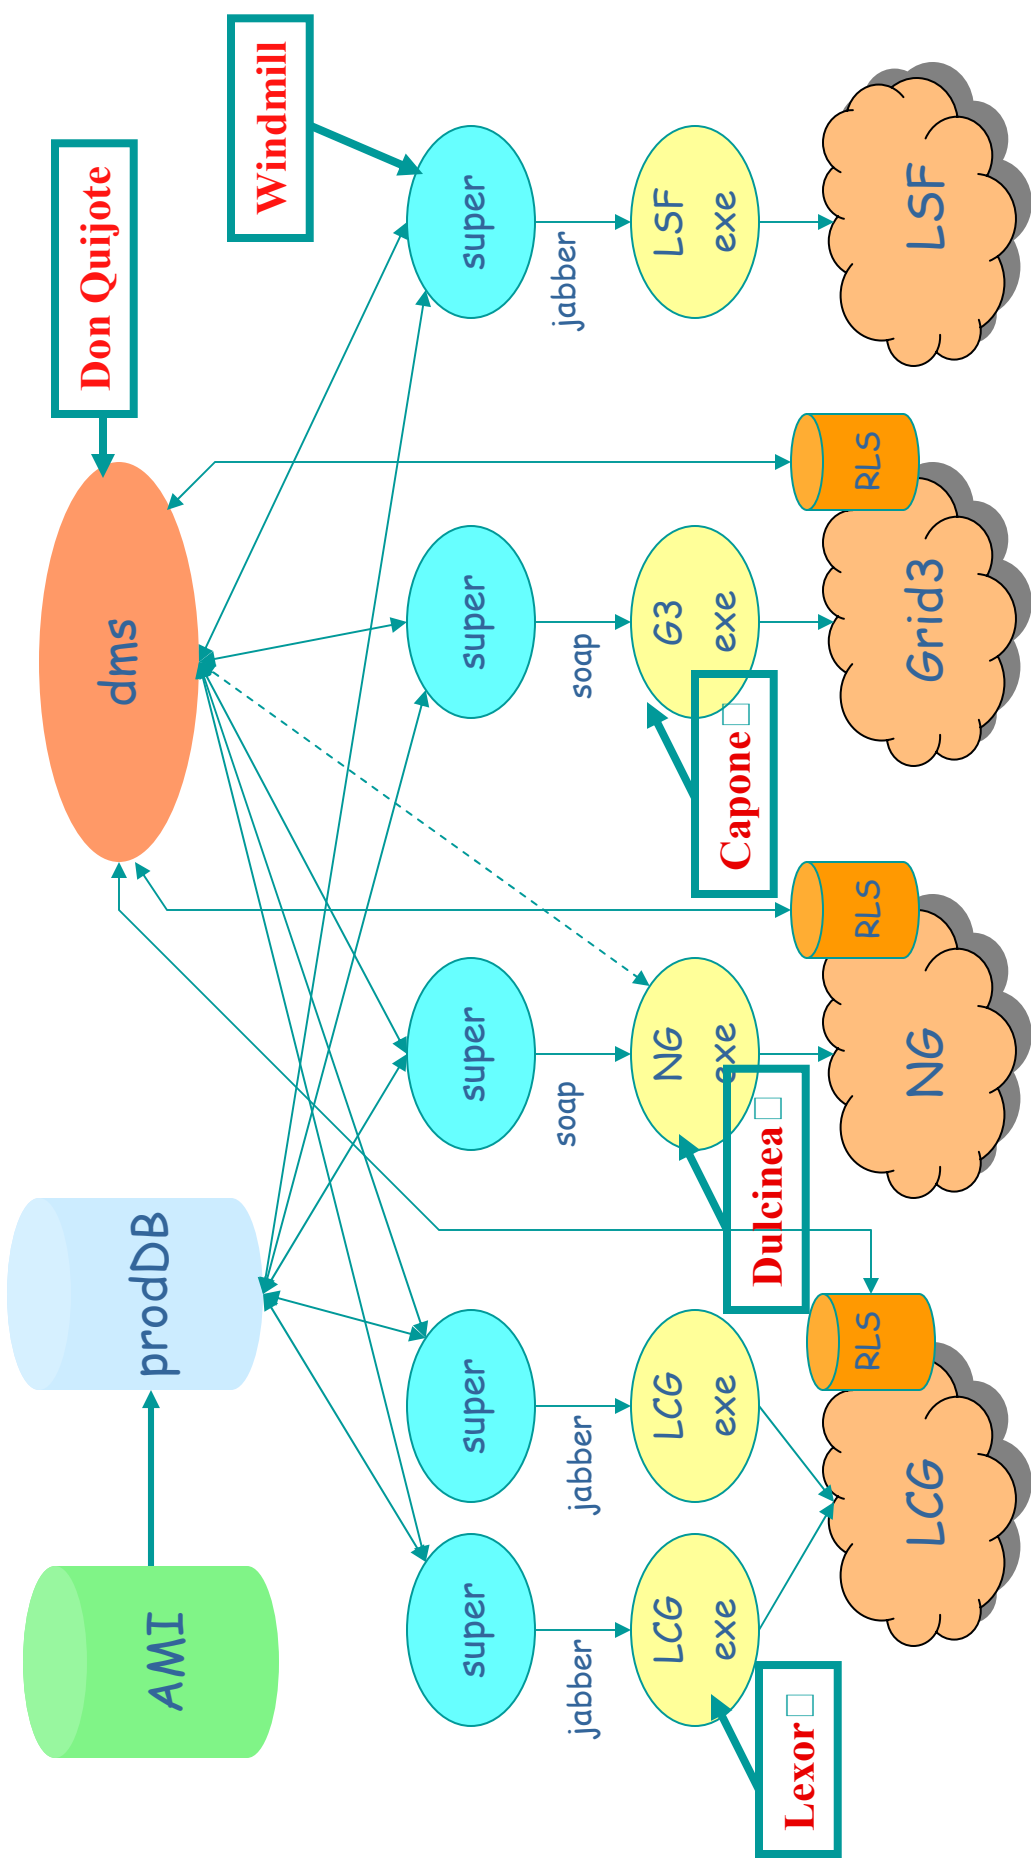 AMI
prodDB
dms
Don Quijote
Windmill
super
super
super
super
super
jabber
jabber
soap
soap
jabber
LCG
exe
LCG
exe
NG
exe
G3
exe
LSF
exe
Lexor
Dulcinea
Capone
RLS
RLS
RLS
LCG
NG
Grid3
LSF